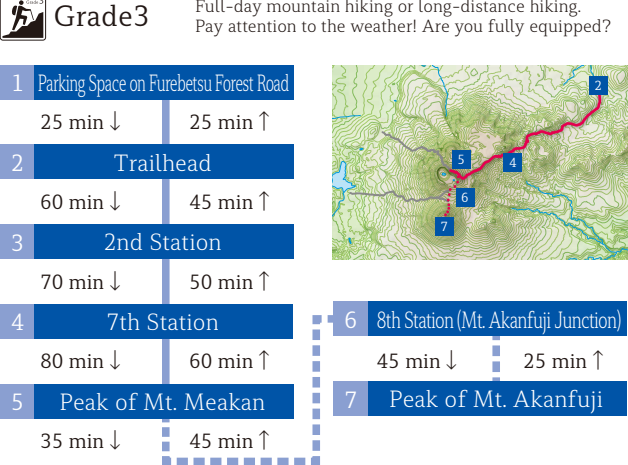 Grade3
Full-day mountain hiking or long-distance hiking.
Pay attention to the weather! Are you fully equipped?
1 Parking Space on Furebetsu Forest Road
25 min ↓ 25 min ↑
2 Trailhead
60 min ↓ 45 min ↑
3 2nd Station
70 min ↓ 50 min ↑
4 7th Station
80 min ↓ 60 min ↑
5 Peak of Mt. Meakan
35 min ↓ 45 min ↑
2
5
4
6
7
6 8th Station (Mt. Akanfuji Junction)
45 min ↓ 25 min ↑
7 Peak of Mt. Akanfuji